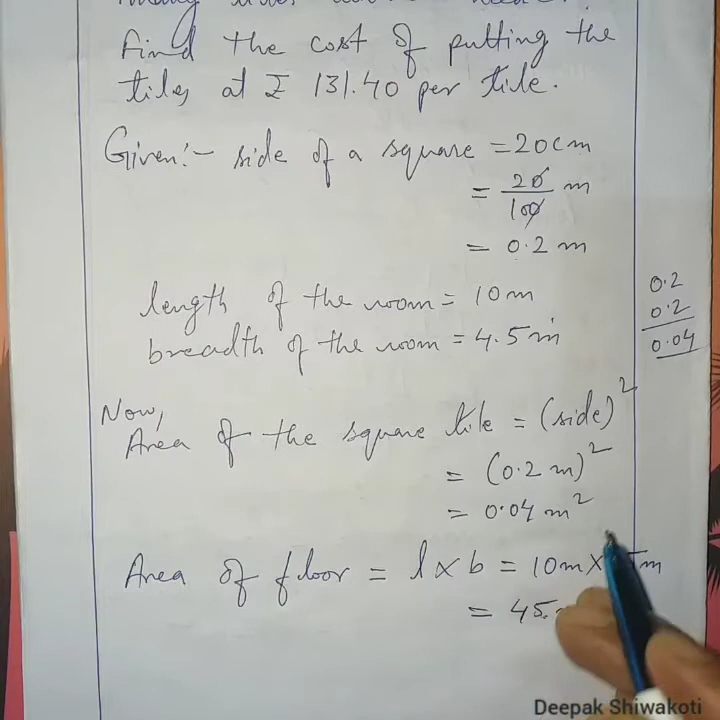 Find the cost of putting the
tiles at ₹ 131.40 per tile.
Given:- side of a square = 20cm
= 20/100 m
= 0.2 m
length of the room = 10m
breadth of the room = 4.5m
0.2
0.2
0.04
Now,
Area of the square tile = (side)²
= (0.2 m)²
= 0.04 m²
Area of floor = l × b = 10m × m
= 45
Deepak Shiwakoti